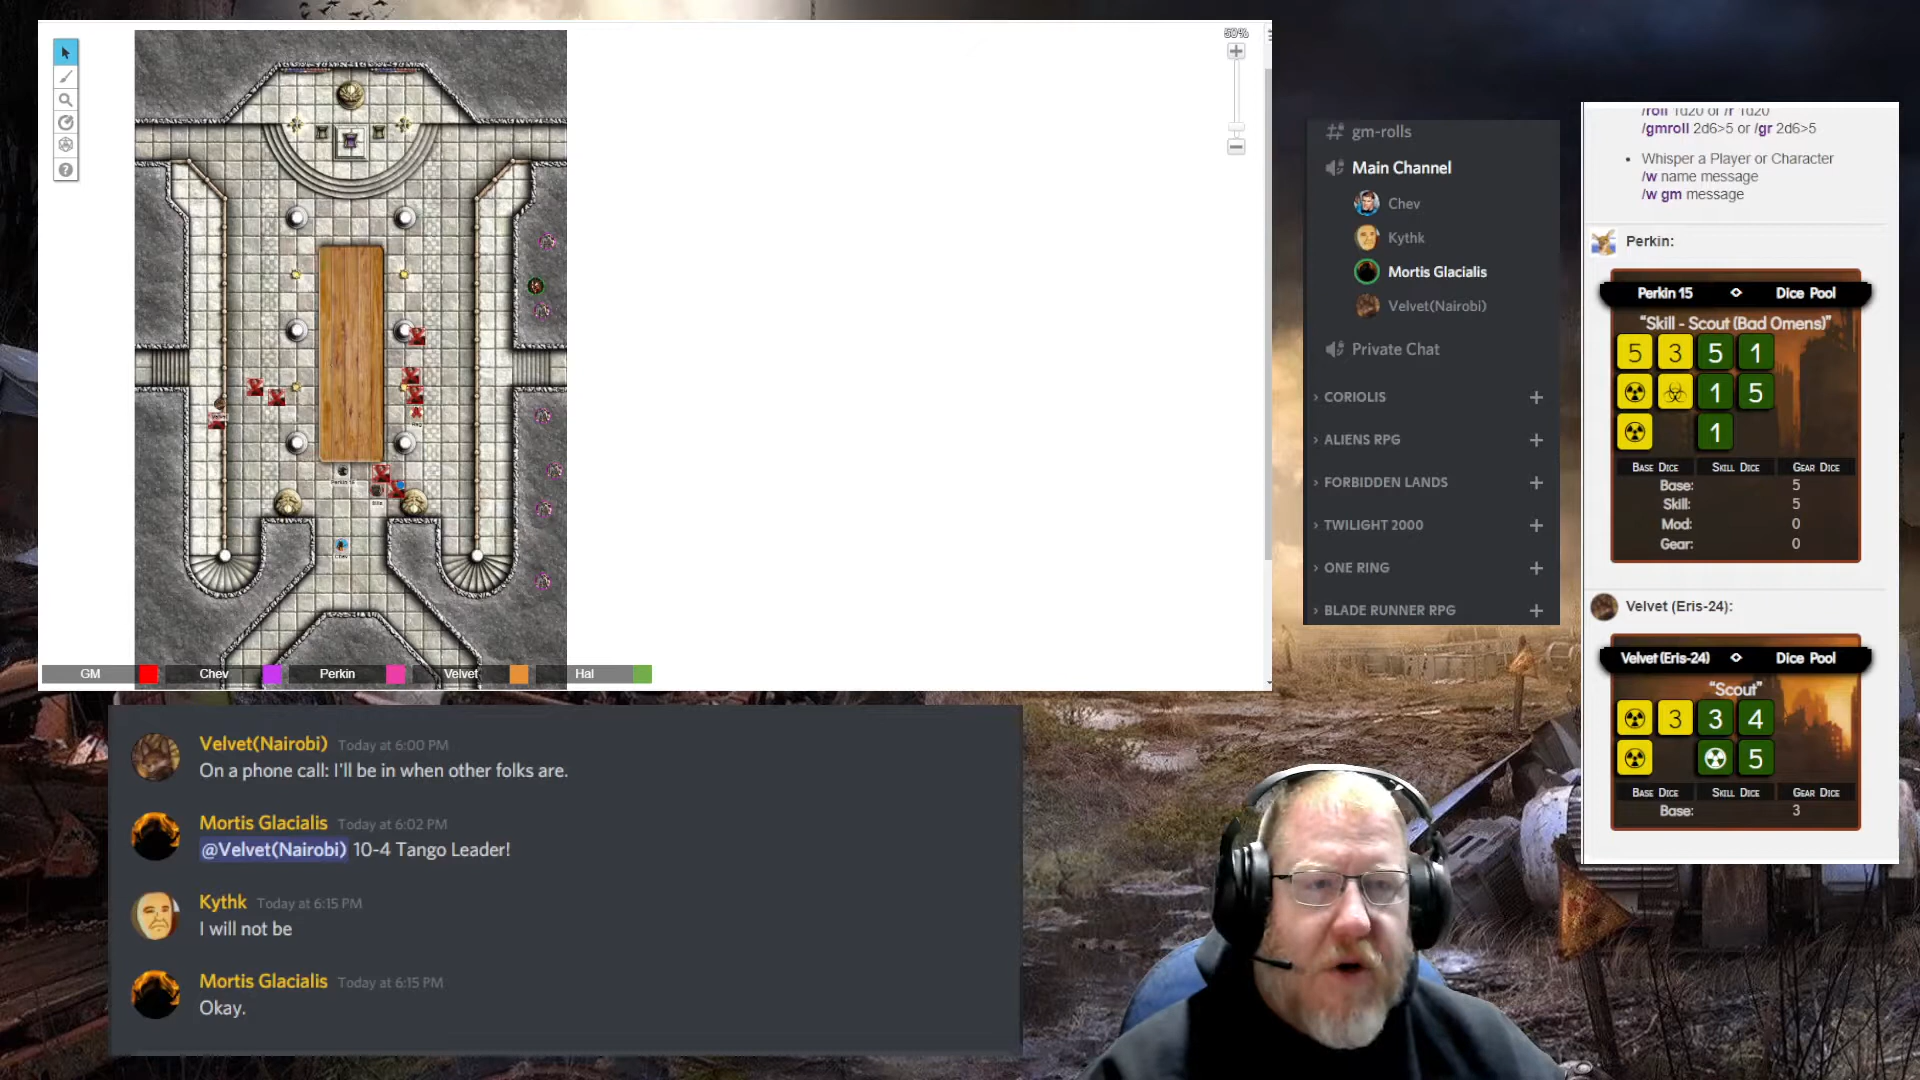 50%
GM
Chev
Perkin
Velvet
Hal
Perkin 15
Chev
gm-rolls
Main Channel
Chev
Kythk
Mortis Glacialis
Velvet(Nairobi)
Private Chat
CORIOLIS
ALIENS RPG
FORBIDDEN LANDS
TWILIGHT 2000
ONE RING
BLADE RUNNER RPG
/roll 1d20 or /r 1d20
/gmroll 2d6>5 or /gr 2d6>5
• Whisper a Player or Character
/w name message
/w gm message
Perkin:
Perkin 15 Dice Pool
"Skill - Scout (Bad Omens)"
5 3 5 1
1 5
1
Base Dice Skill Dice Gear Dice
Base: 5
Skill: 5
Mod: 0
Gear: 0
Velvet (Eris-24):
Velvet (Eris-24) Dice Pool
"Scout"
3 3 4
5
Base Dice Skill Dice Gear Dice
Base: 3
Velvet(Nairobi) Today at 6:00 PM
On a phone call: I'll be in when other folks are.
Mortis Glacialis Today at 6:02 PM
@Velvet(Nairobi) 10-4 Tango Leader!
Kythk Today at 6:15 PM
I will not be
Mortis Glacialis Today at 6:15 PM
Okay.